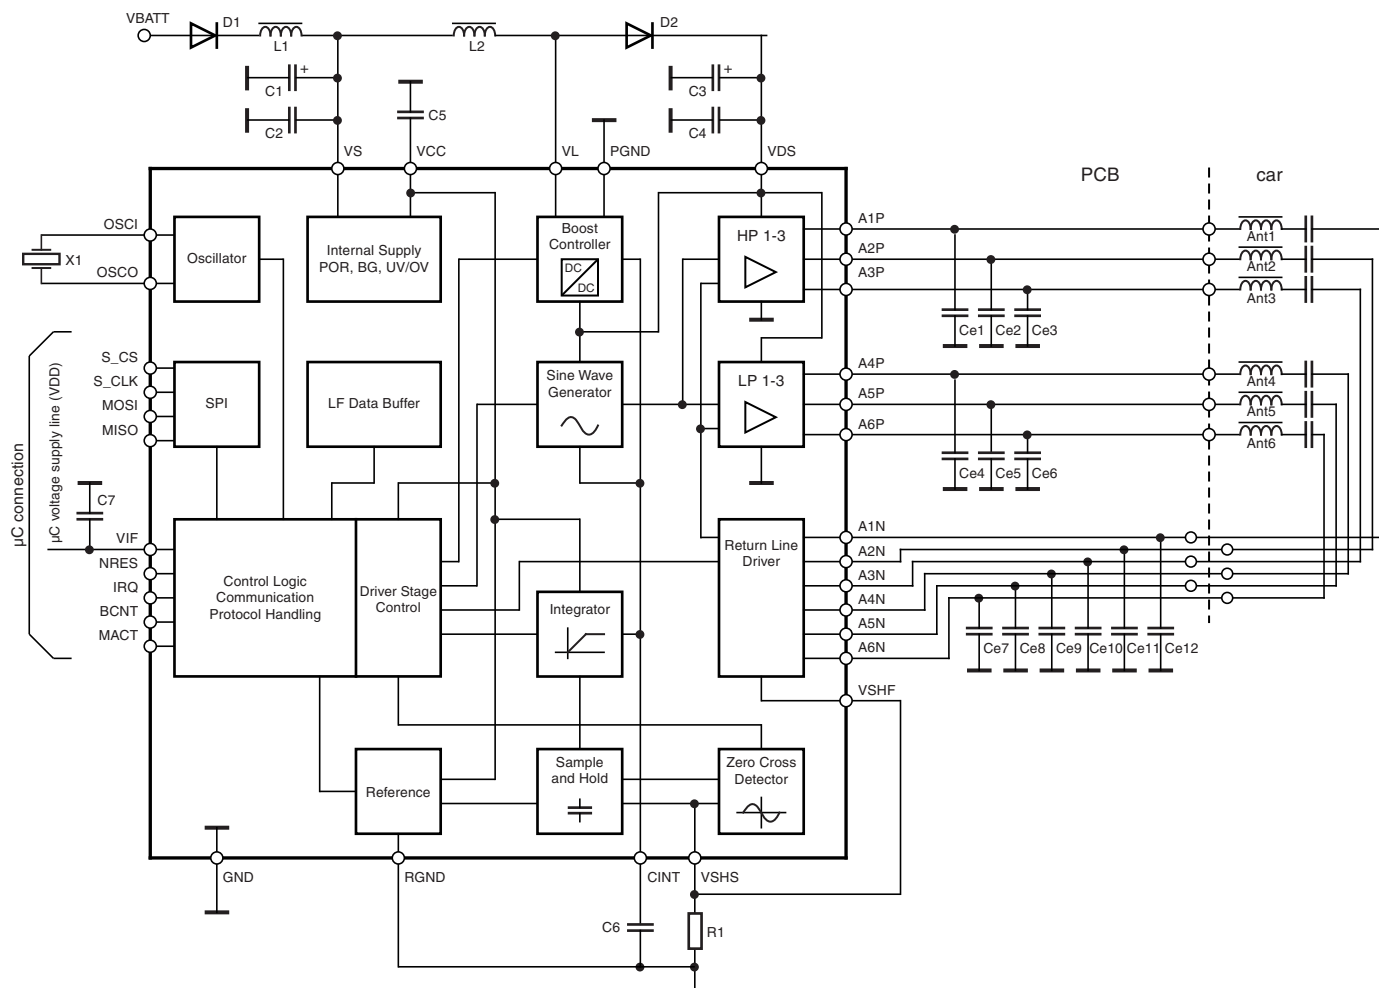 VBATT
D1
L1
L2
D2
C1
+
C2
C5
C3
+
C4
VS
VCC
VL
PGND
VDS
PCB
car
OSCI
X1
OSCO
Oscillator
Internal Supply
POR, BG, UV/OV
Boost
Controller
DC
DC
HP 1-3
A1P
A2P
A3P
Ant1
Ant2
Ant3
Ce1
Ce2
Ce3
µC connection
µC voltage supply line (VDD)
S_CS
S_CLK
MOSI
MISO
SPI
LF Data Buffer
Sine Wave
Generator
LP 1-3
A4P
A5P
A6P
Ant4
Ant5
Ant6
Ce4
Ce5
Ce6
C7
VIF
NRES
IRQ
BCNT
MACT
Control Logic
Communication
Protocol Handling
Driver Stage
Control
Integrator
Return Line
Driver
A1N
A2N
A3N
A4N
A5N
A6N
VSHF
Ce7
Ce8
Ce9
Ce10
Ce11
Ce12
Reference
Sample
and Hold
Zero Cross
Detector
GND
RGND
CINT
VSHS
C6
R1